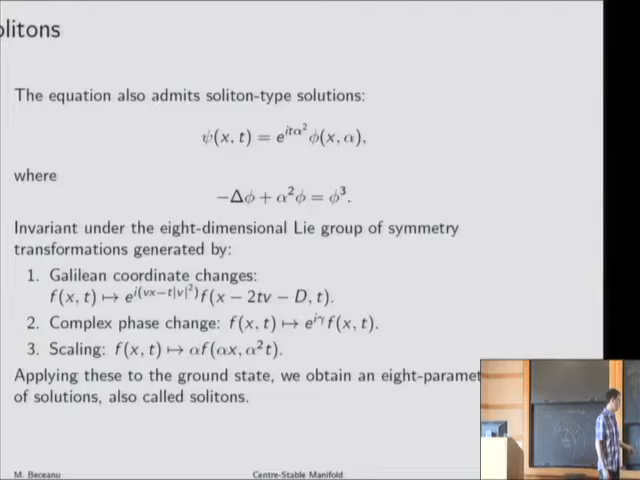 olitons
The equation also admits soliton-type solutions:
ψ(x, t) = e^{itα²}ϕ(x, α),
where
−Δϕ + α²ϕ = ϕ³.
Invariant under the eight-dimensional Lie group of symmetry
transformations generated by:
1. Galilean coordinate changes:
f(x, t) ↦ e^{i(vx−t|v|²)}f(x − 2tv − D, t).
2. Complex phase change: f(x, t) ↦ e^{iγ}f(x, t).
3. Scaling: f(x, t) ↦ αf(αx, α²t).
Applying these to the ground state, we obtain an eight-paramet
of solutions, also called solitons.
M. Beceanu
Centre-Stable Manifold